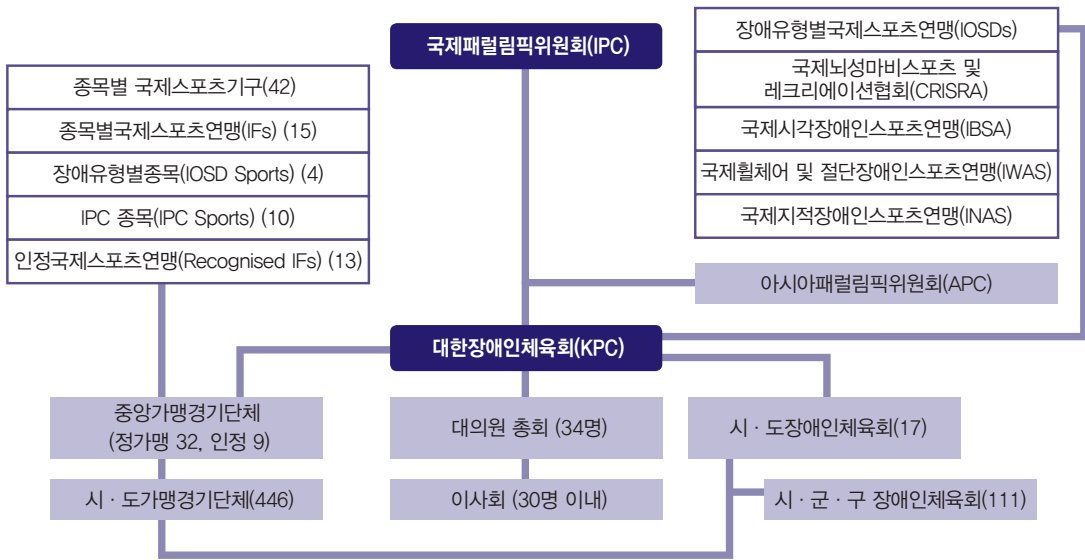 국제패럴림픽위원회(IPC)
장애유형별국제스포츠연맹(IOSDs)
국제뇌성마비스포츠 및
레크리에이션협회(CRISRA)
국제시각장애인스포츠연맹(IBSA)
국제휠체어 및 절단장애인스포츠연맹(IWAS)
국제지적장애인스포츠연맹(INAS)
종목별 국제스포츠기구(42)
종목별국제스포츠연맹(IFs) (15)
장애유형별종목(IOSD Sports) (4)
IPC 종목(IPC Sports) (10)
인정국제스포츠연맹(Recognised IFs) (13)
아시아패럴림픽위원회(APC)
대한장애인체육회(KPC)
중앙가맹경기단체
(정가맹 32, 인정 9)
대의원 총회 (34명)
시 · 도장애인체육회(17)
시 · 도가맹경기단체(446)
이사회 (30명 이내)
시 · 군 · 구 장애인체육회(111)